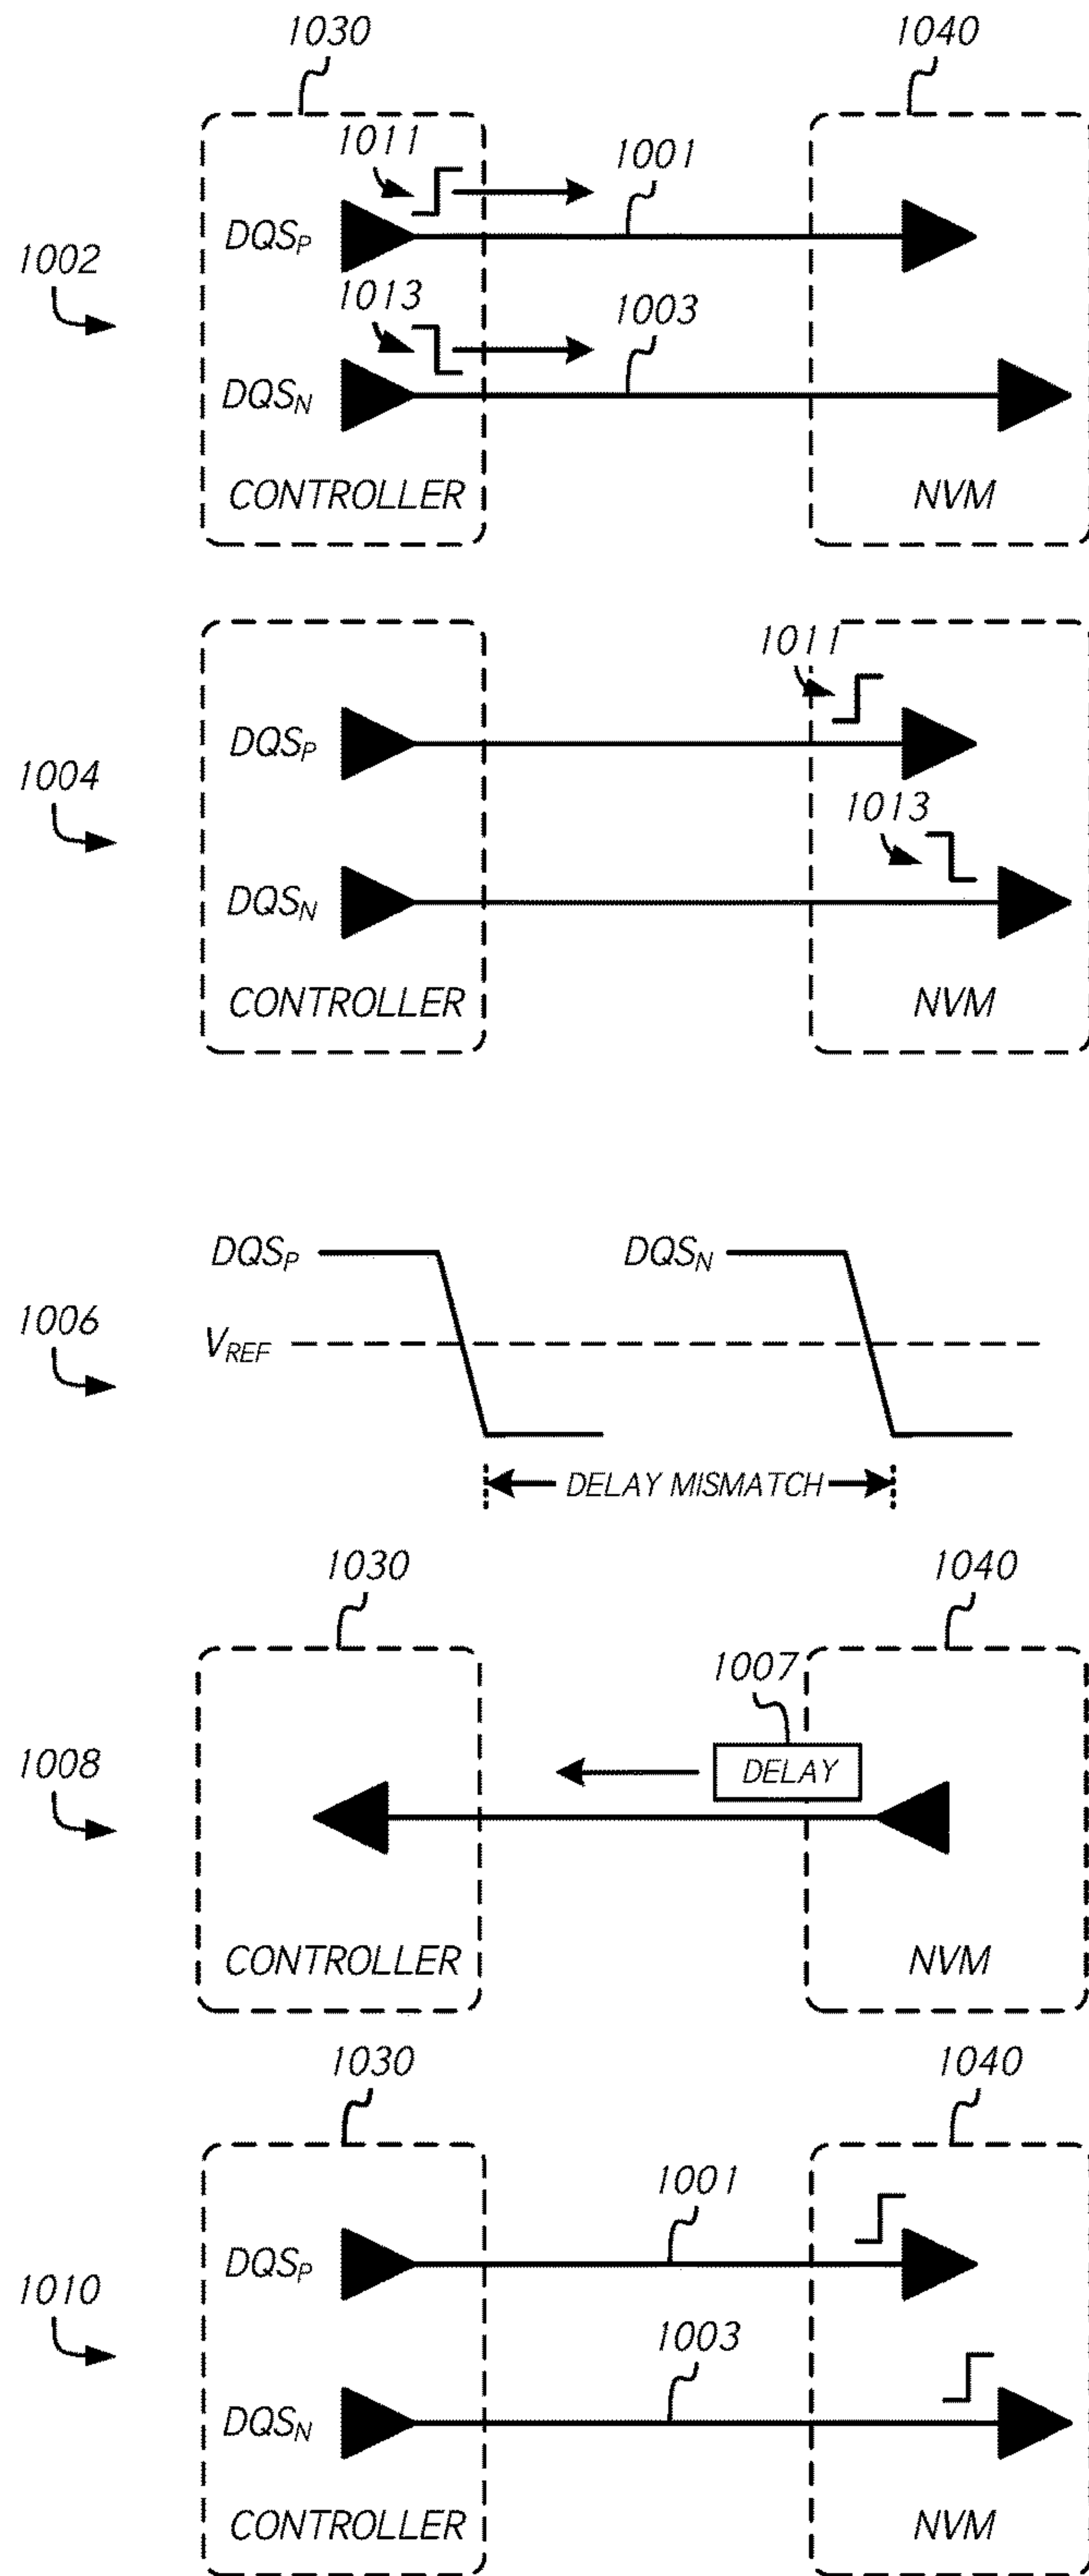 1030 1040
1011 1001
DQSP
1002
1013 1003
DQSN
CONTROLLER NVM
1011
DQSP
1004
1013
DQSN
CONTROLLER NVM
DQSP DQSN
1006
VREF
DELAY MISMATCH
1030 1040
1007
DELAY
1008
CONTROLLER NVM
1030 1040
1001
DQSP
1010
1003
DQSN
CONTROLLER NVM